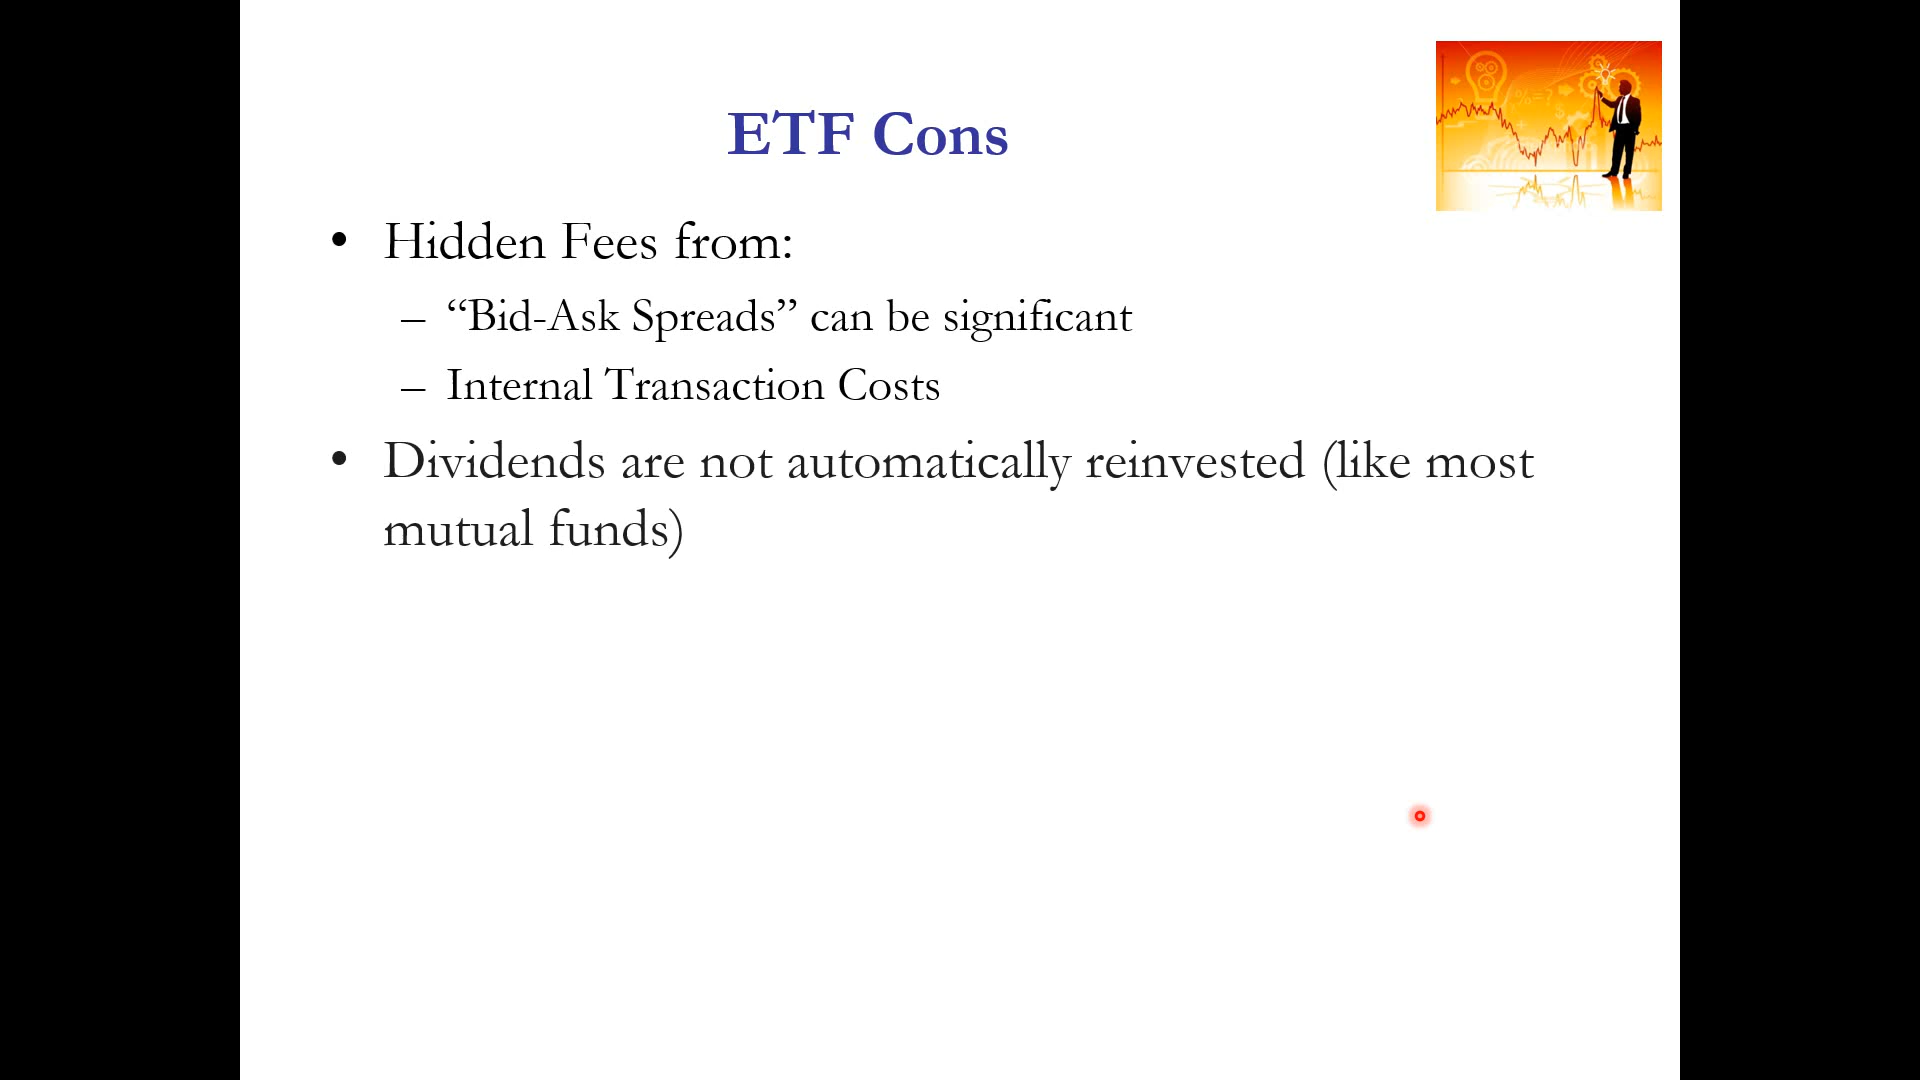 ETF Cons
• Hidden Fees from:
– “Bid-Ask Spreads” can be significant
– Internal Transaction Costs
• Dividends are not automatically reinvested (like most
mutual funds)